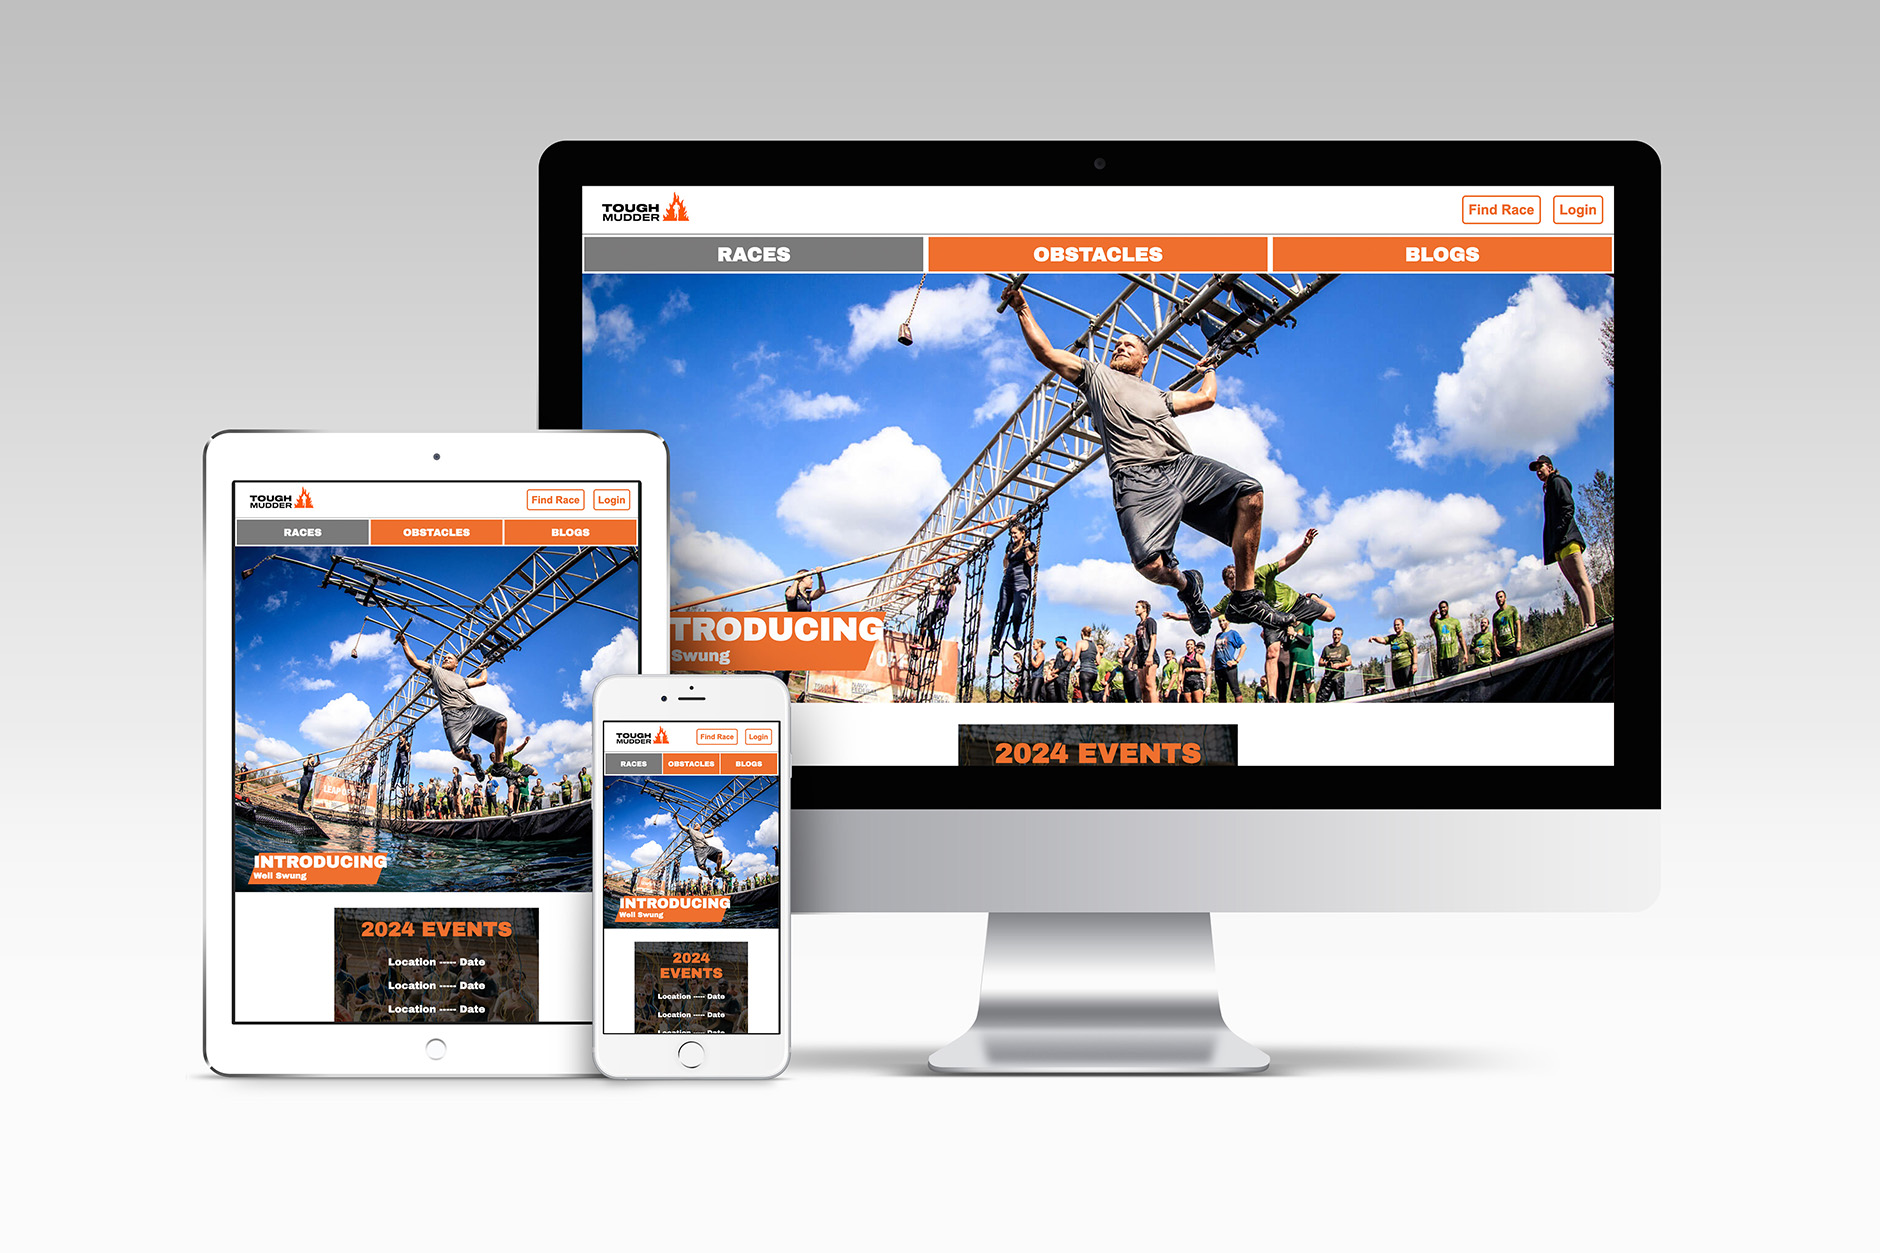 TOUGH
MUDDER
Find Race
Login
RACES
OBSTACLES
BLOGS
TRODUCING
Swung
2024 EVENTS
TOUGH
MUDDER
Find Race
Login
RACES
OBSTACLES
BLOGS
INTRODUCING
Well Swung
2024 EVENTS
Location ----- Date
Location ----- Date
Location ----- Date
TOUGH
MUDDER
Find Race
Login
RACES
OBSTACLES
BLOGS
INTRODUCING
Well Swung
2024
EVENTS
Location ----- Date
Location ----- Date
Location ----- Date